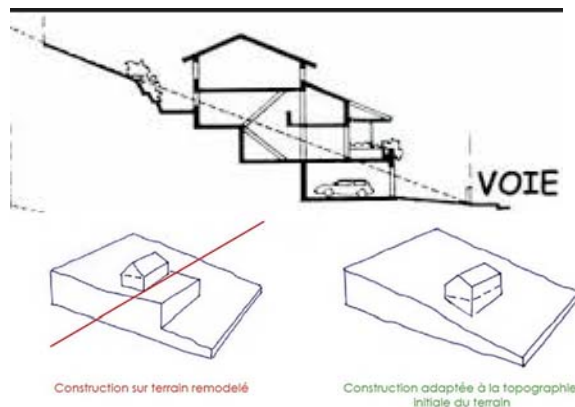 VOIE
Construction sur terrain remodelé
Construction adaptée à la topographie
initiale du terrain